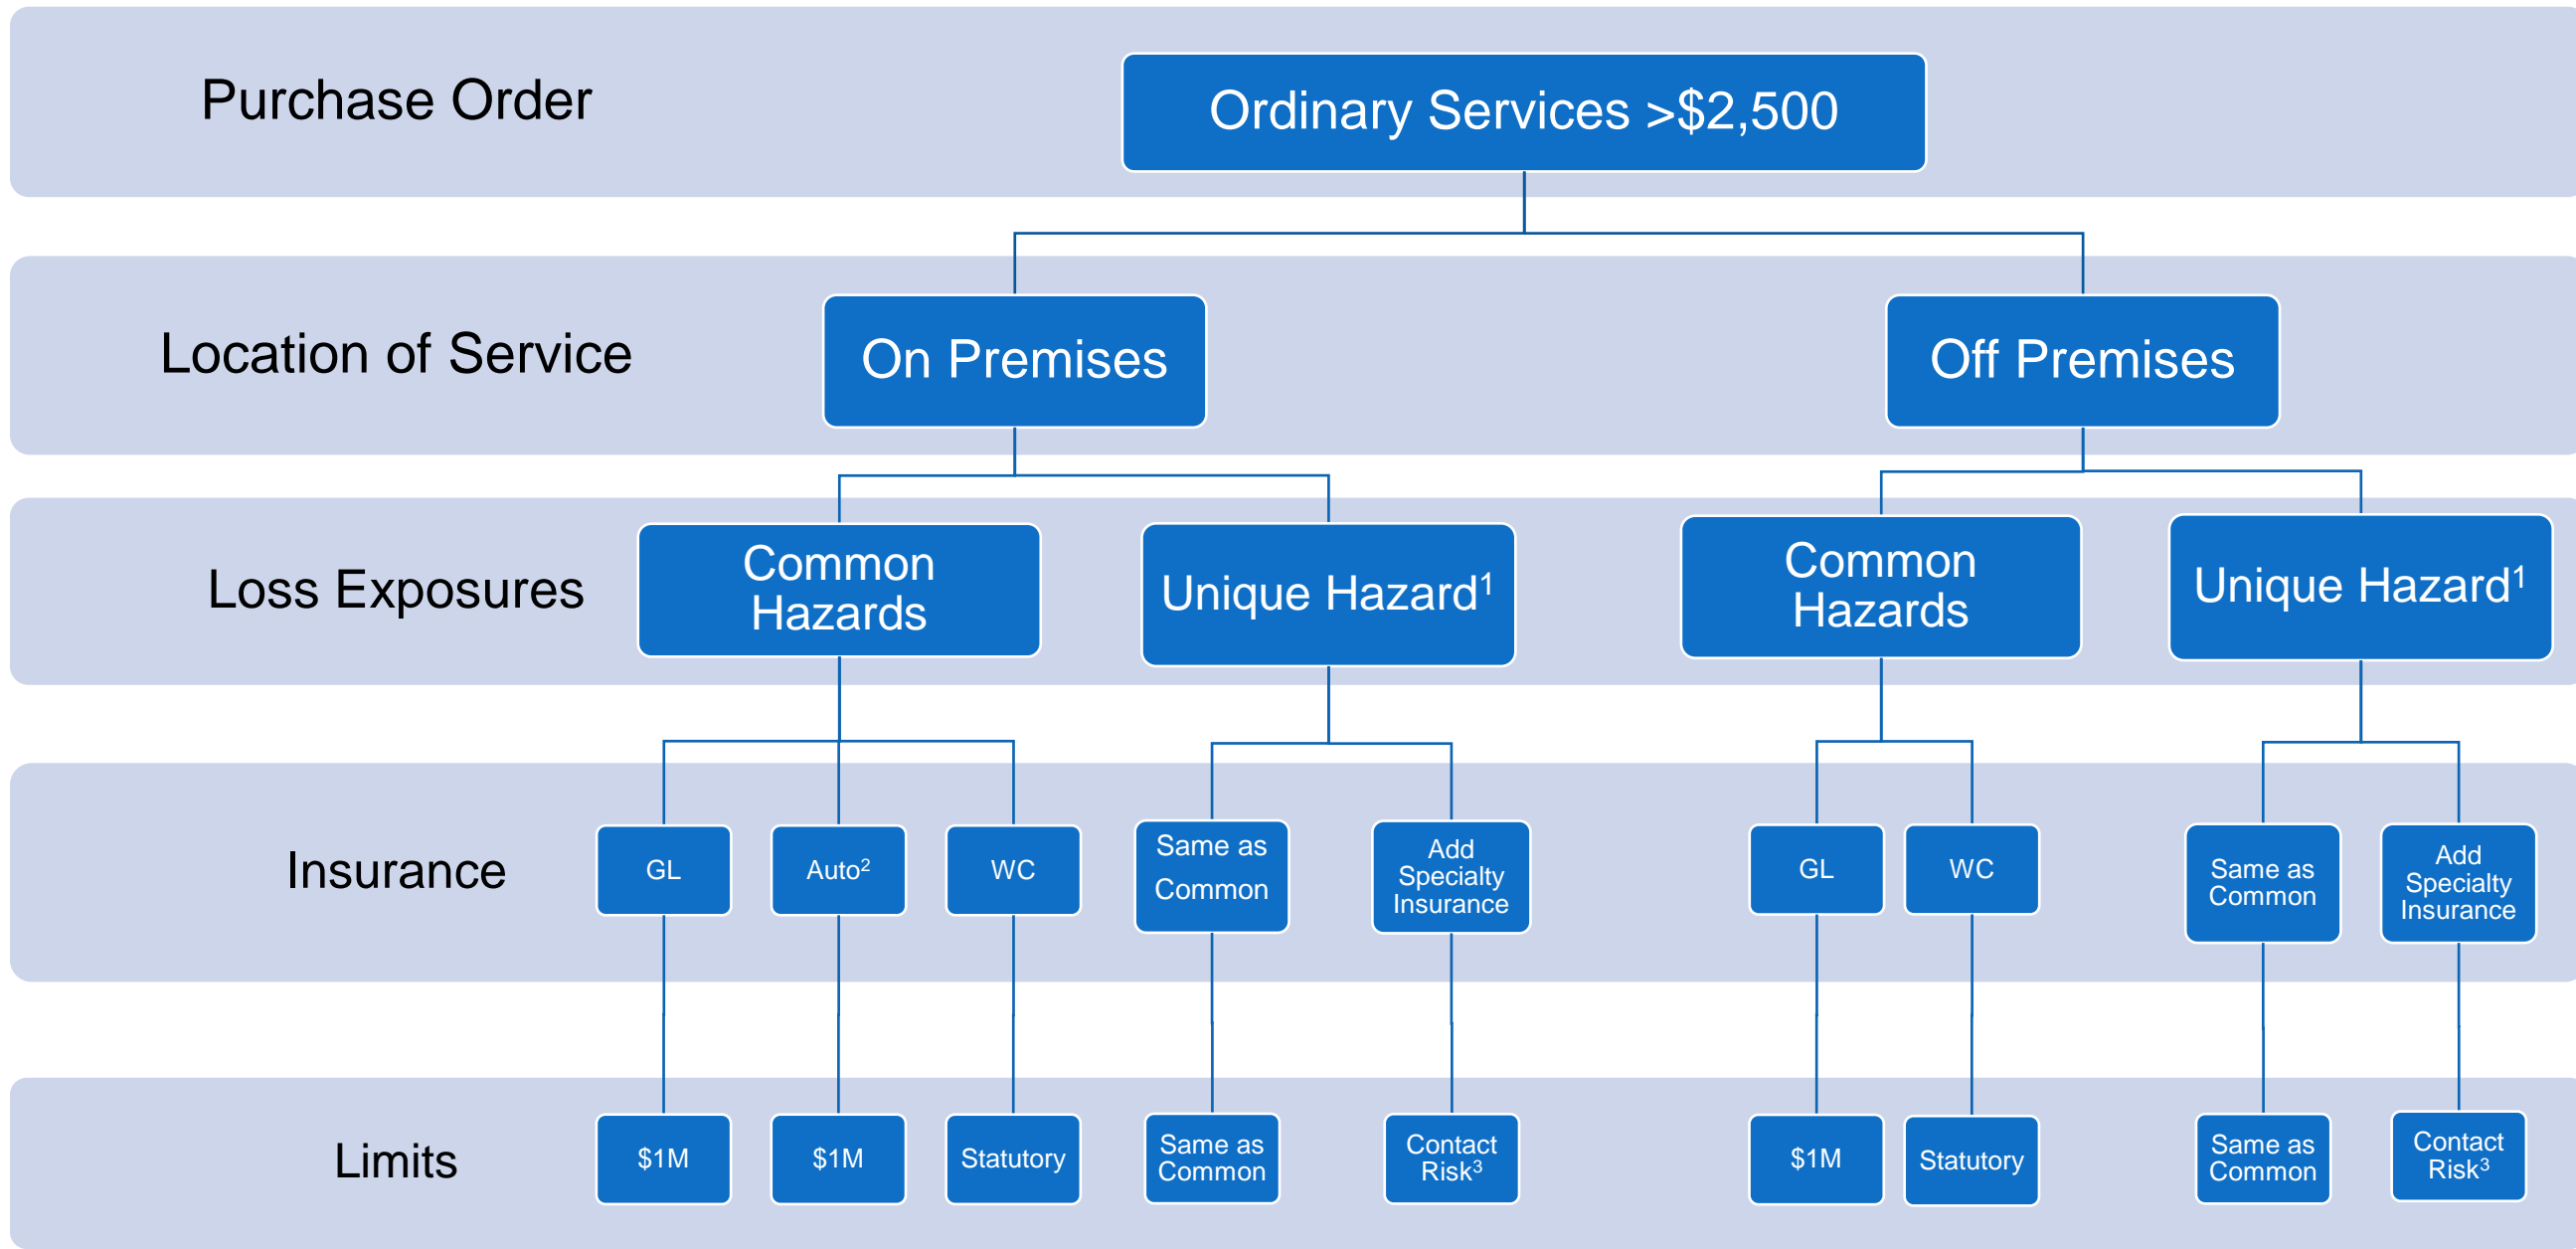 Purchase Order
Ordinary Services >$2,500
Location of Service
On Premises
Off Premises
Loss Exposures
Common
Hazards
Unique Hazard¹
Common
Hazards
Unique Hazard¹
Insurance
GL
Auto²
WC
Same as
Common
Add
Specialty
Insurance
GL
WC
Same as
Common
Add
Specialty
Insurance
Limits
$1M
$1M
Statutory
Same as
Common
Contact
Risk³
$1M
Statutory
Same as
Common
Contact
Risk³